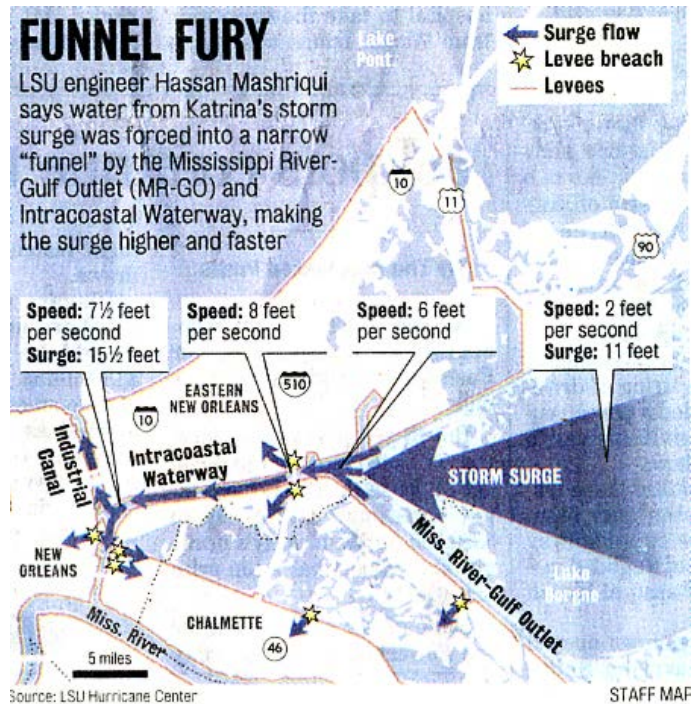 FUNNEL FURY
LSU engineer Hassan Mashriqui
says water from Katrina's storm
surge was forced into a narrow
"funnel" by the Mississippi River-
Gulf Outlet (MR-GO) and
Intracoastal Waterway, making
the surge higher and faster
Surge flow
Levee breach
Levees
Lake
Pont.
10
11
90
Speed: 7½ feet
per second
Surge: 15½ feet
Speed: 8 feet
per second
Speed: 6 feet
per second
Speed: 2 feet
per second
Surge: 11 feet
EASTERN
NEW ORLEANS
510
10
Industrial
Canal
Intracoastal
Waterway
STORM SURGE
NEW
ORLEANS
Miss. River-Gulf Outlet
Lake
Borgne
Miss. River
CHALMETTE
46
5 miles
Source: LSU Hurricane Center
STAFF MAP